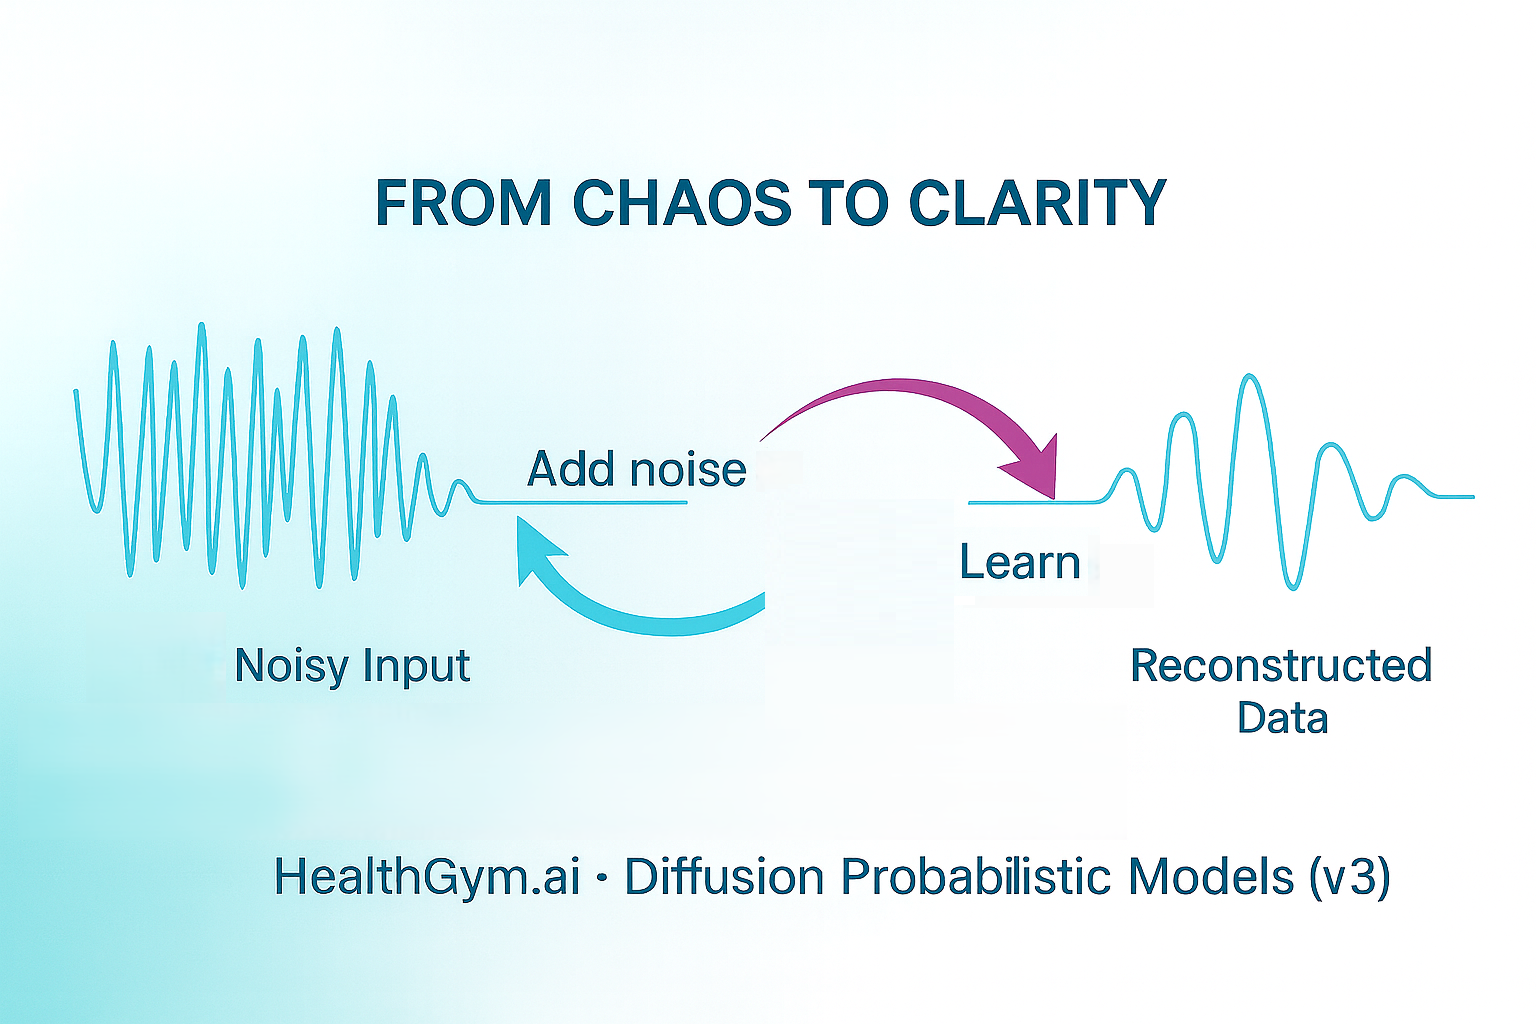 FROM CHAOS TO CLARITY
Add noise
Learn
Noisy Input
Reconstructed
Data
HealthGym.ai • Diffusion Probabilistic Models (v3)